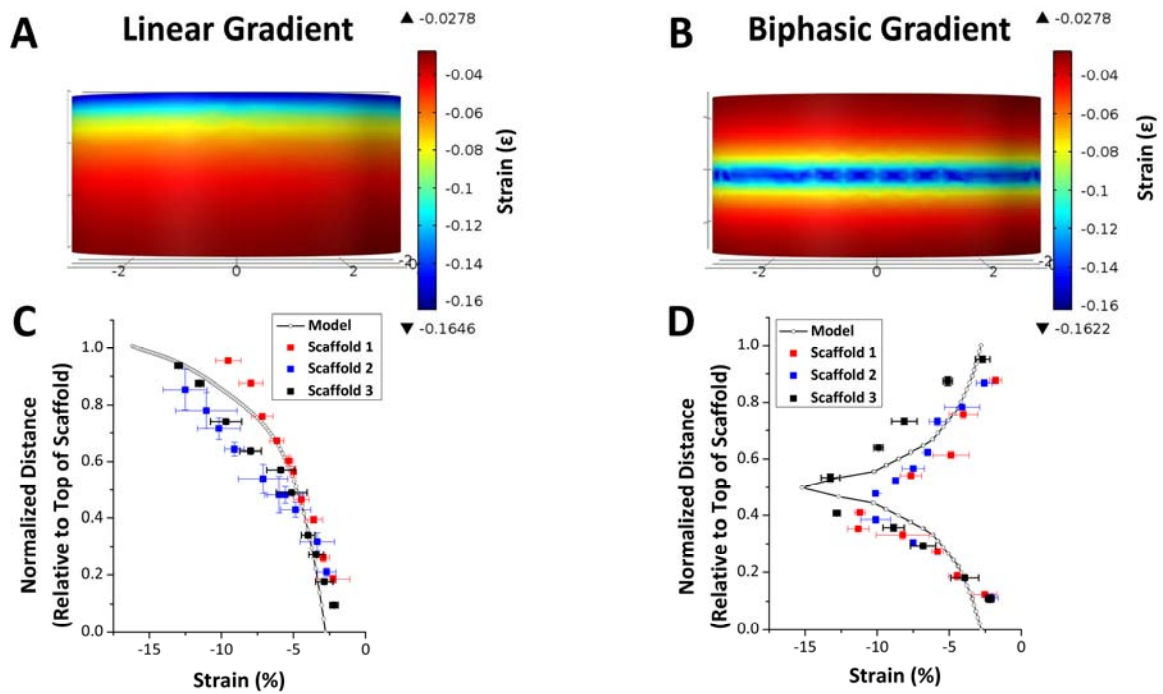 A Linear Gradient
-0.0278
-0.04
-0.06
-0.08
-0.1
-0.12
-0.14
-0.16
-0.1646
Strain (ε)
-2 0 2 -2
0
B Biphasic Gradient
-0.0278
-0.04
-0.06
-0.08
-0.1
-0.12
-0.14
-0.16
-0.1622
Strain (ε)
-2 0 2 -2
0
C
Model
Scaffold 1
Scaffold 2
Scaffold 3
Normalized Distance
(Relative to Top of Scaffold)
1.0
0.8
0.6
0.4
0.2
0.0
-15 -10 -5 0
Strain (%)
D
Model
Scaffold 1
Scaffold 2
Scaffold 3
Normalized Distance
(Relative to Top of Scaffold)
1.0
0.8
0.6
0.4
0.2
0.0
-15 -10 -5 0
Strain (%)